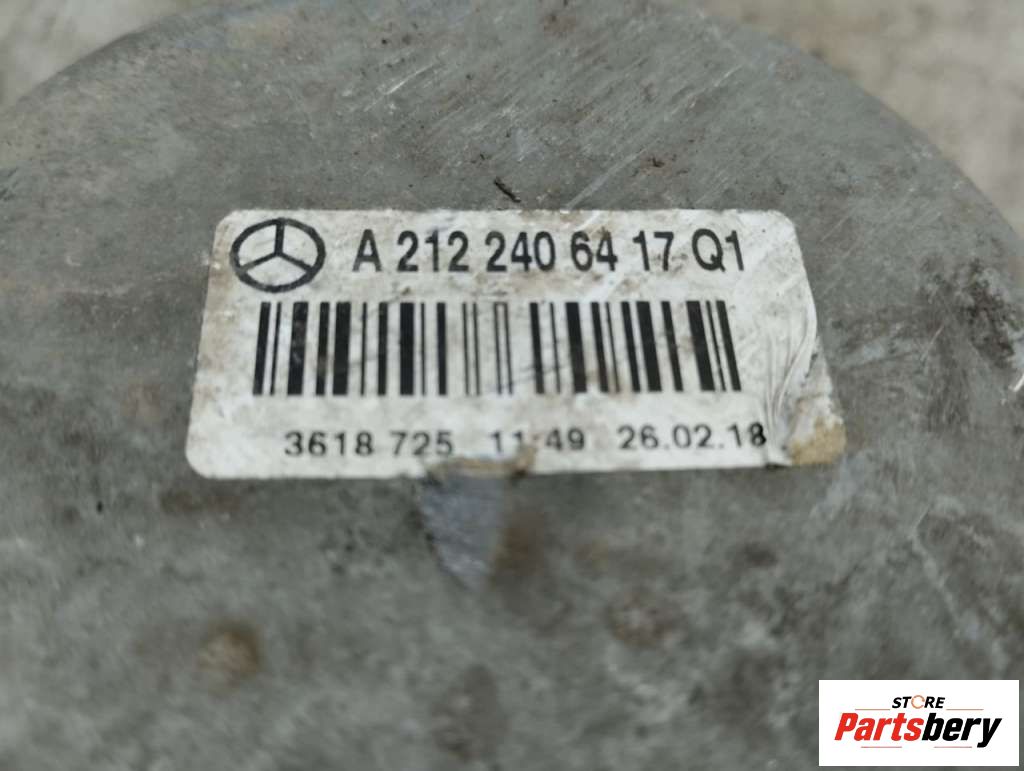 A 212 240 64 17 Q1
3618 725 11:49 26.02.18
STORE
Partsbery